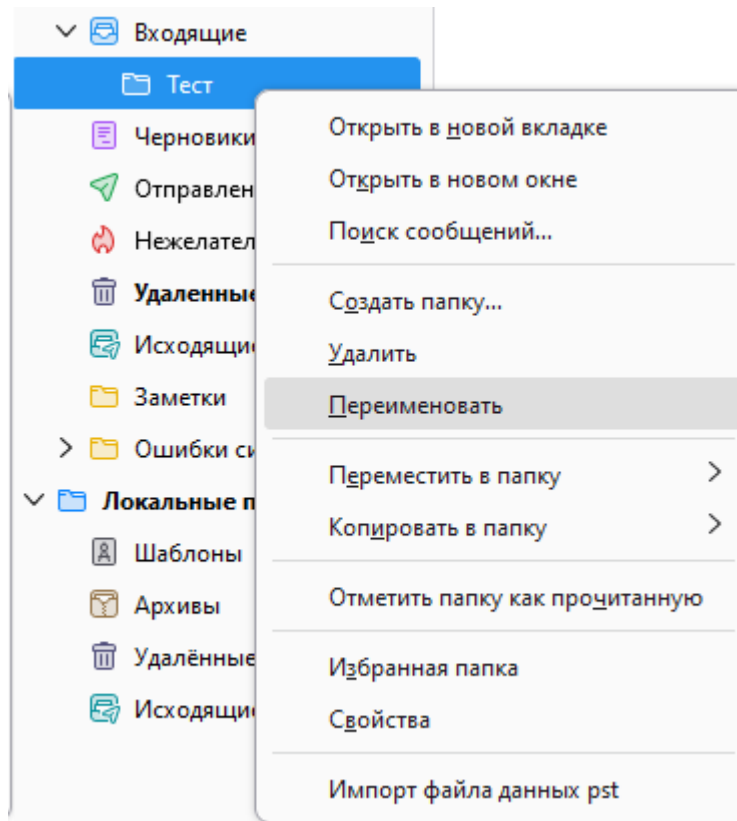 Входящие
Тест
Черновики
Отправлен
Нежелател
Удаленные
Исходящи
Заметки
Ошибки си
Локальные п
Шаблоны
Архивы
Удалённые
Исходящи
Открыть в новой вкладке
Открыть в новом окне
Поиск сообщений...
Создать папку...
Удалить
Переименовать
Переместить в папку
Копировать в папку
Отметить папку как прочитанную
Избранная папка
Свойства
Импорт файла данных pst